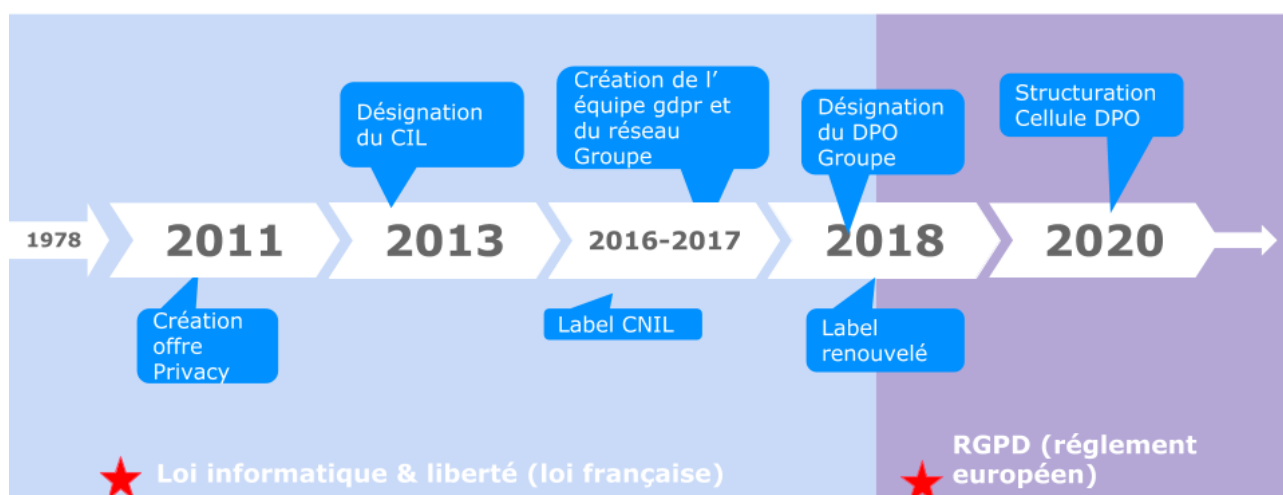 Désignation
du CIL
Création de l’
équipe gdpr et
du réseau
Groupe
Désignation
du DPO
Groupe
Structuration
Cellule DPO
1978
2011
2013
2016-2017
2018
2020
Création
offre
Privacy
Label CNIL
Label
renouvelé
Loi informatique & liberté (loi française)
RGPD (réglement
européen)